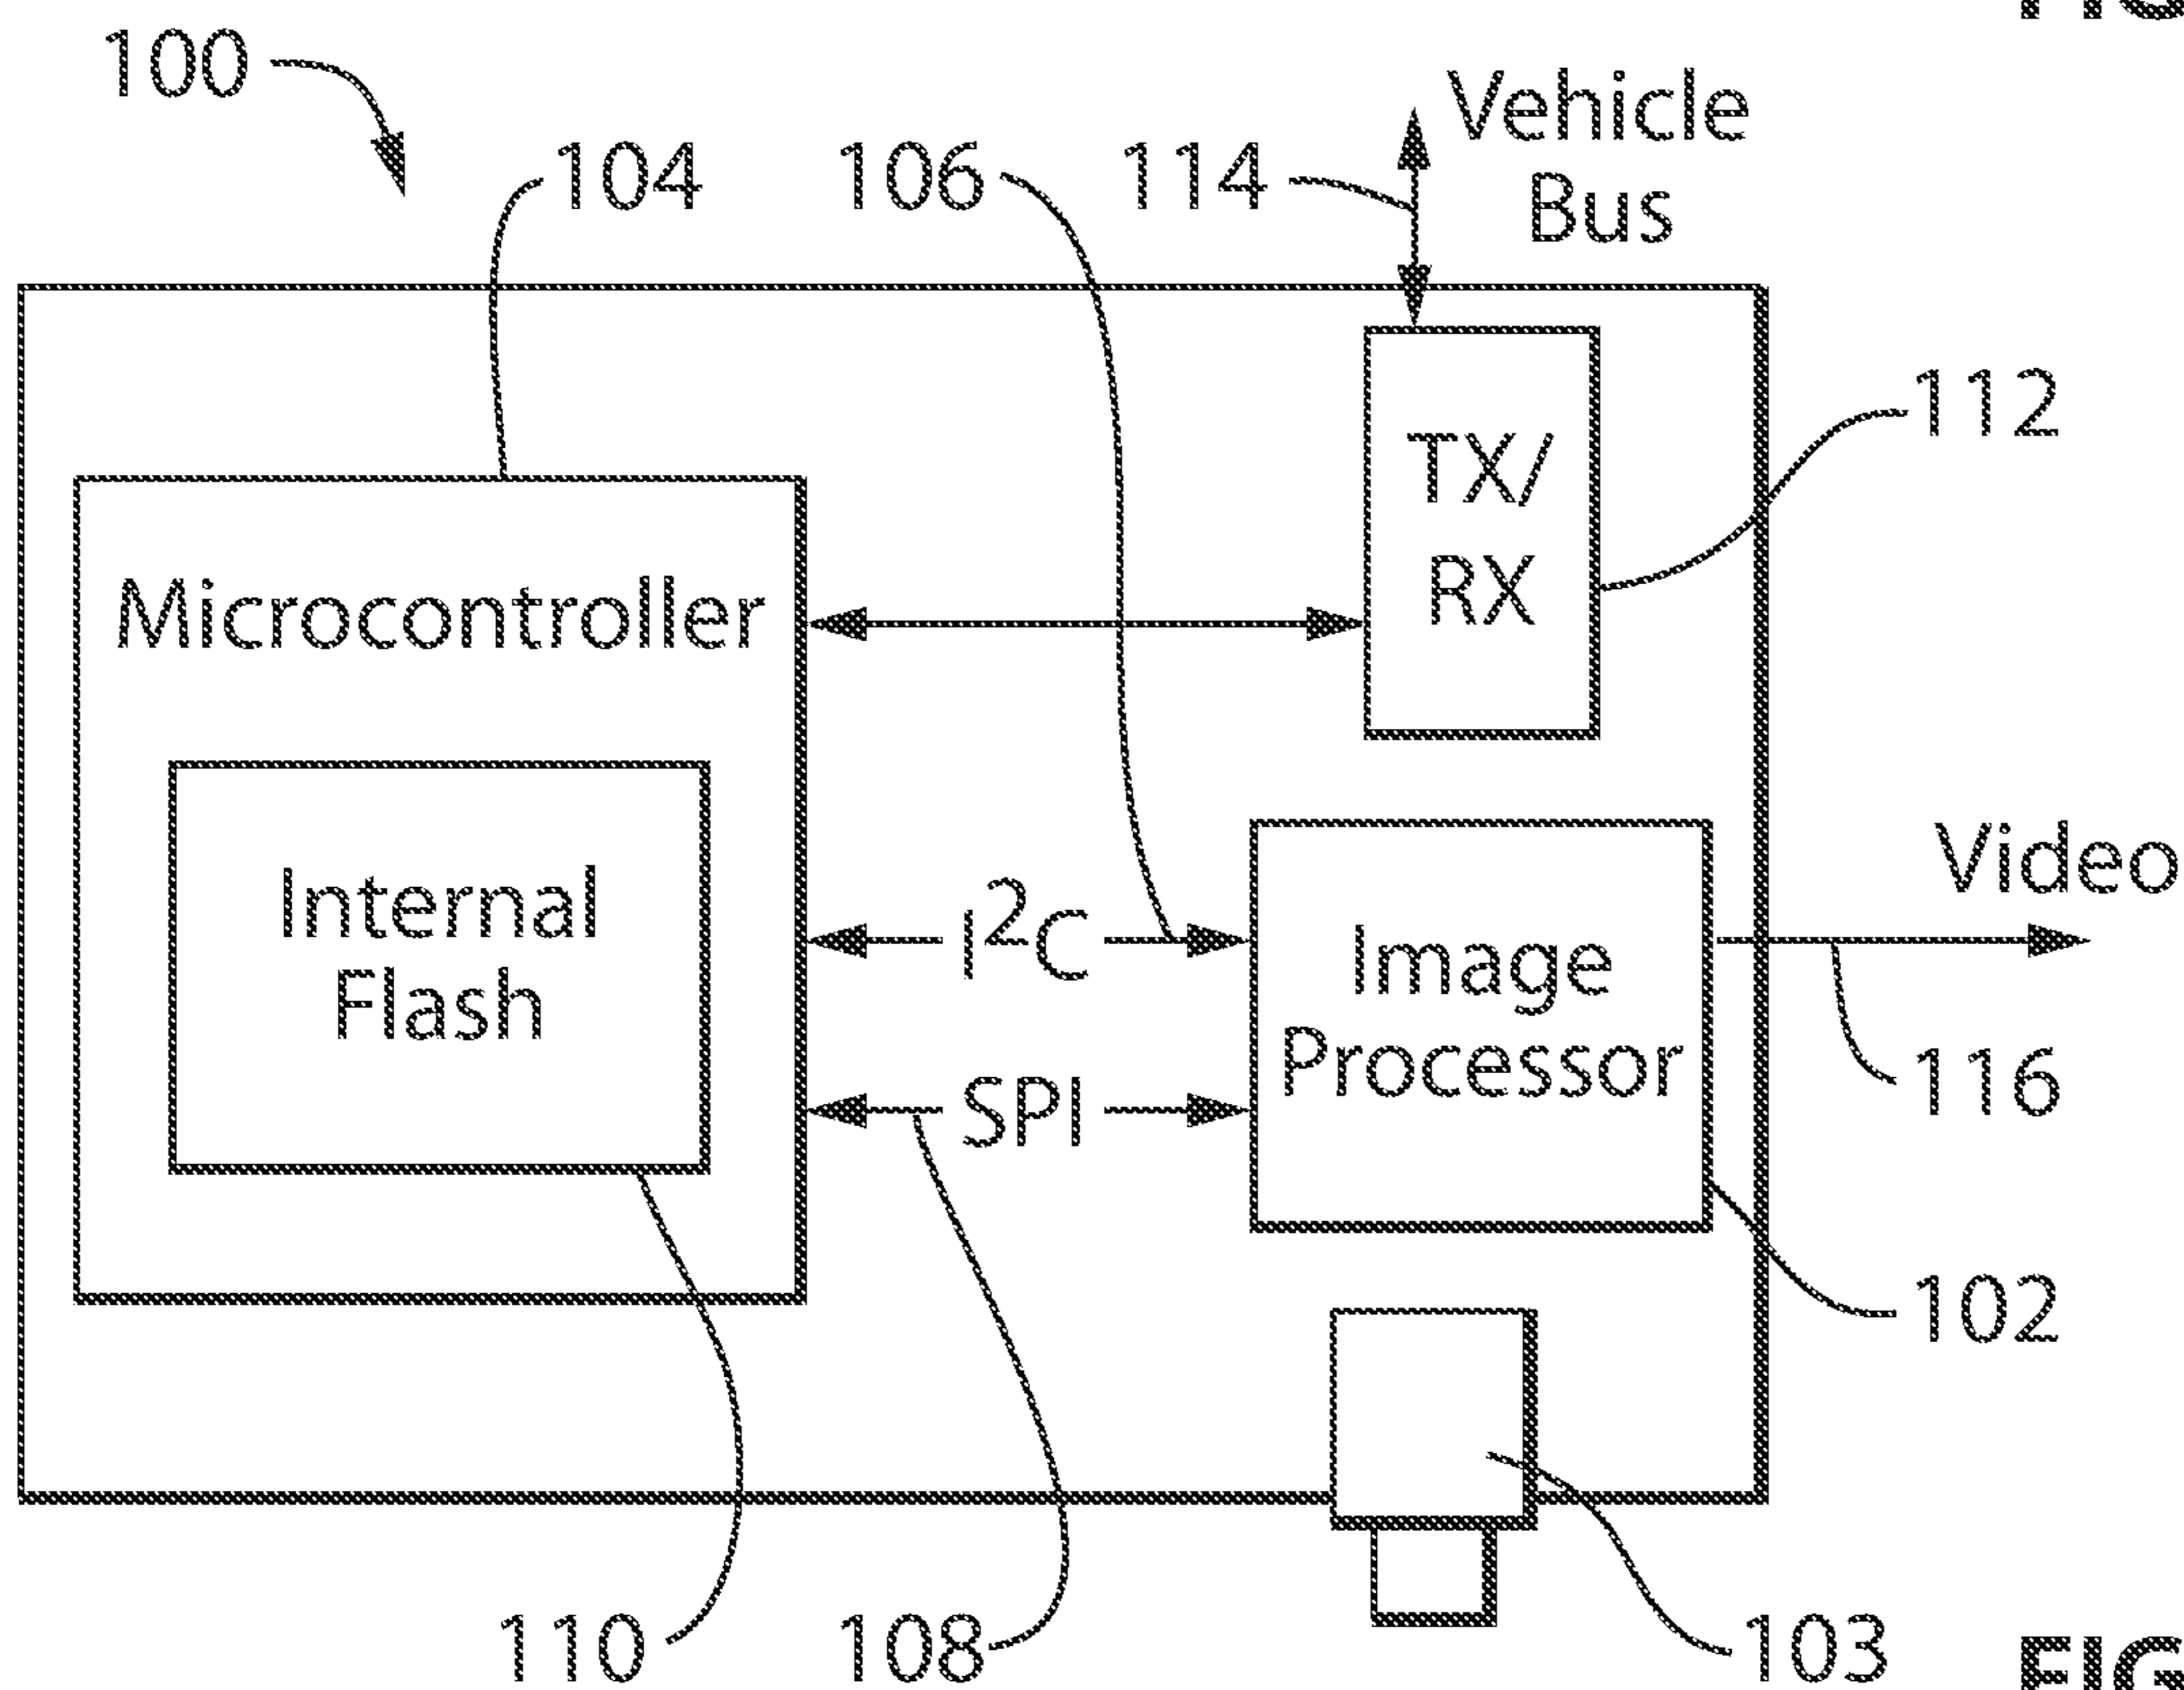 100
104
106
114
Vehicle
Bus
112
TX/
RX
Microcontroller
Internal
Flash
I²C
SPI
Image
Processor
Video
116
102
110
108
103
FIG